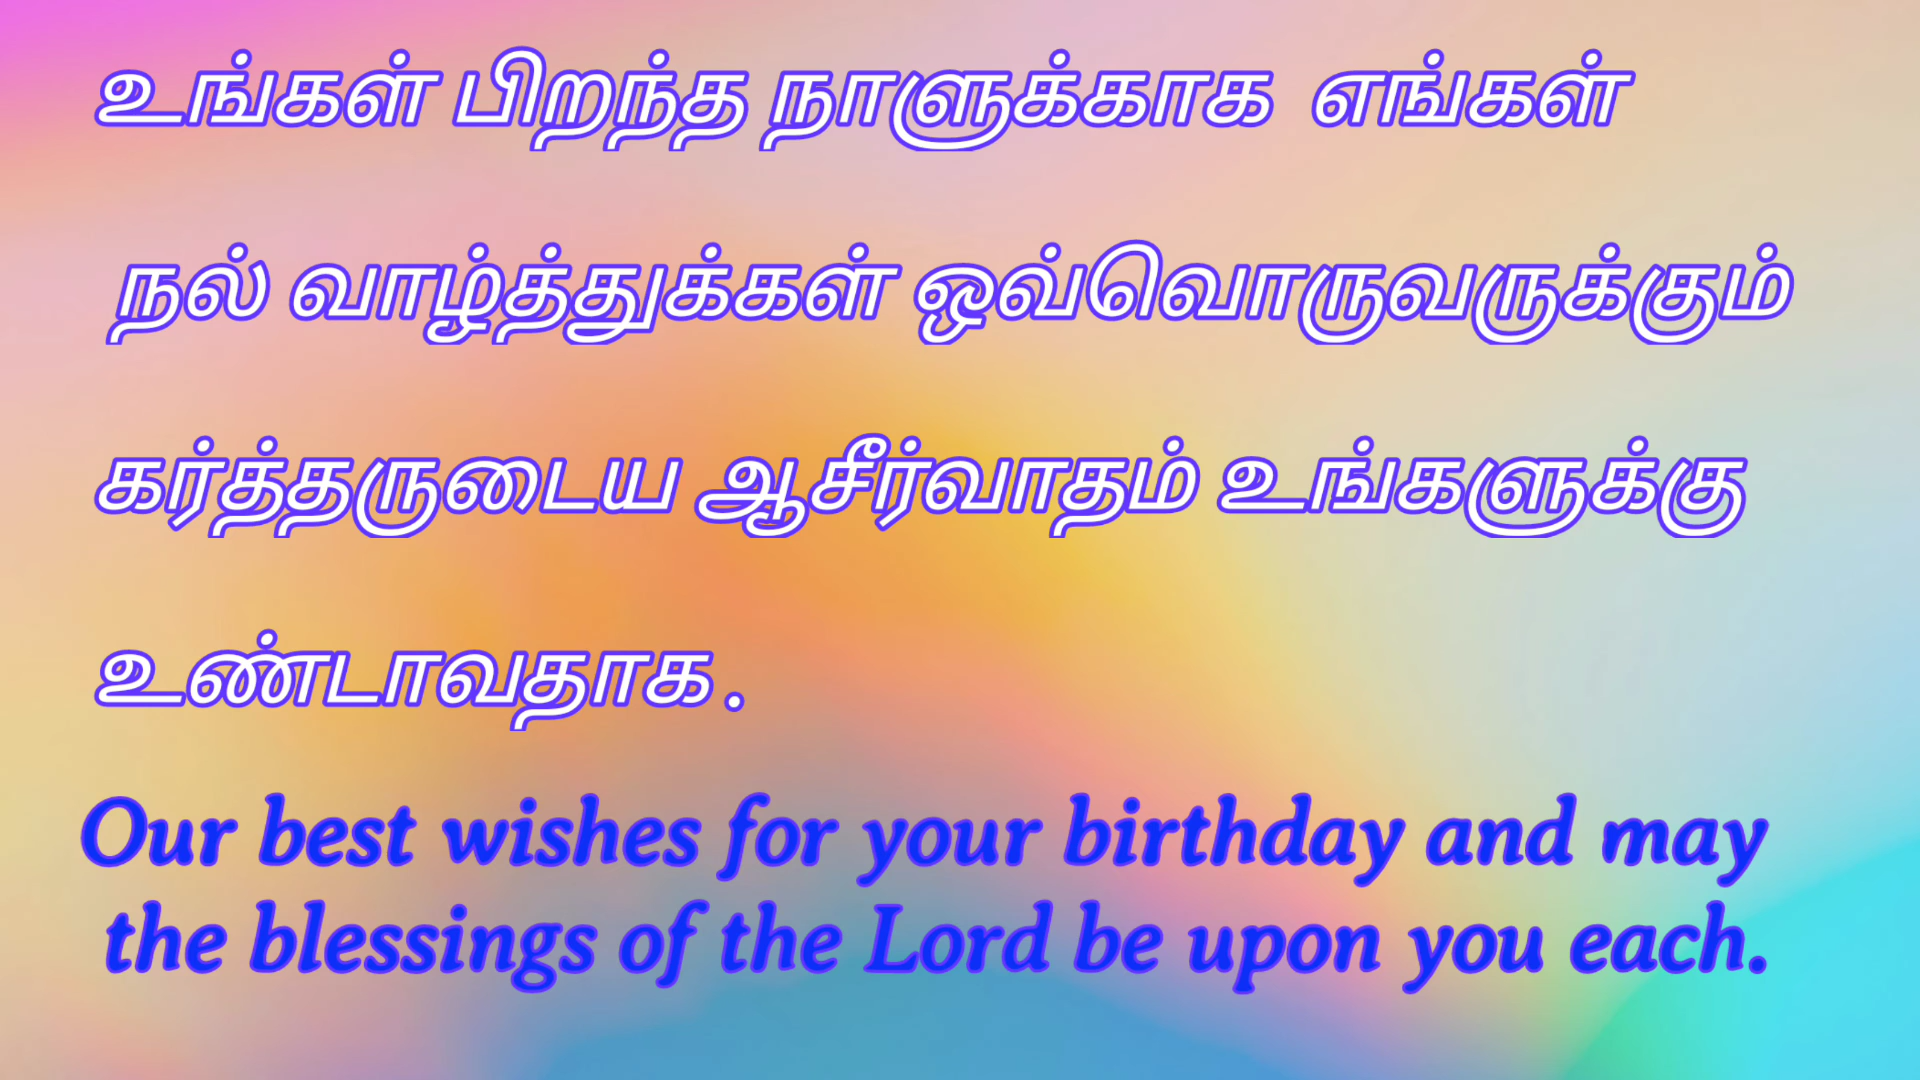 உங்கள் பிறந்த நாளுக்காக எங்கள்
நல் வாழ்த்துக்கள் ஒவ்வொருவருக்கும்
கர்த்தருடைய ஆசீர்வாதம் உங்களுக்கு
உண்டாவதாக .
Our best wishes for your birthday and may
the blessings of the Lord be upon you each.